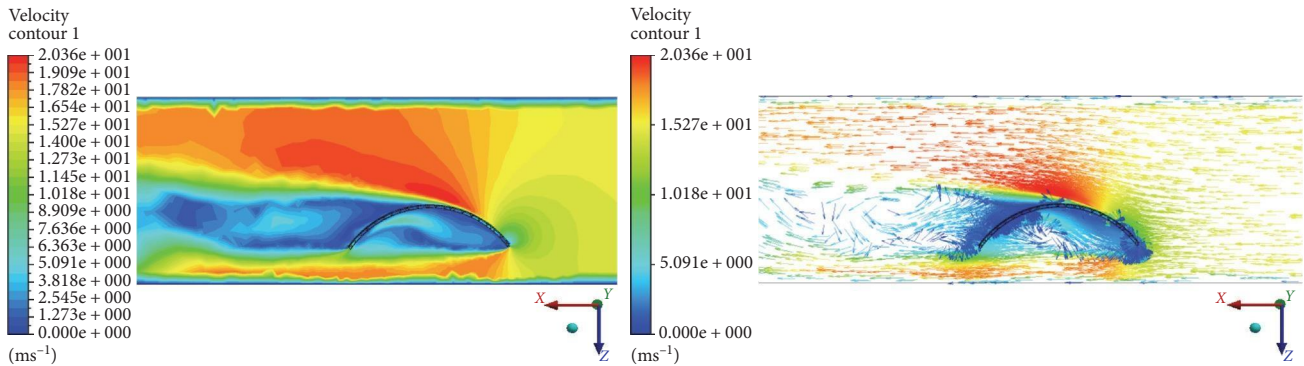 Velocity
contour 1
2.036e + 001
1.909e + 001
1.782e + 001
1.654e + 001
1.527e + 001
1.400e + 001
1.273e + 001
1.145e + 001
1.018e + 001
8.909e + 000
7.636e + 000
6.363e + 000
5.091e + 000
3.818e + 000
2.545e + 000
1.273e + 000
0.000e + 000
(ms⁻¹)
X
Y
Z
Velocity
contour 1
2.036e + 001
1.527e + 001
1.018e + 001
5.091e + 000
0.000e + 000
(ms⁻¹)
X
Y
Z